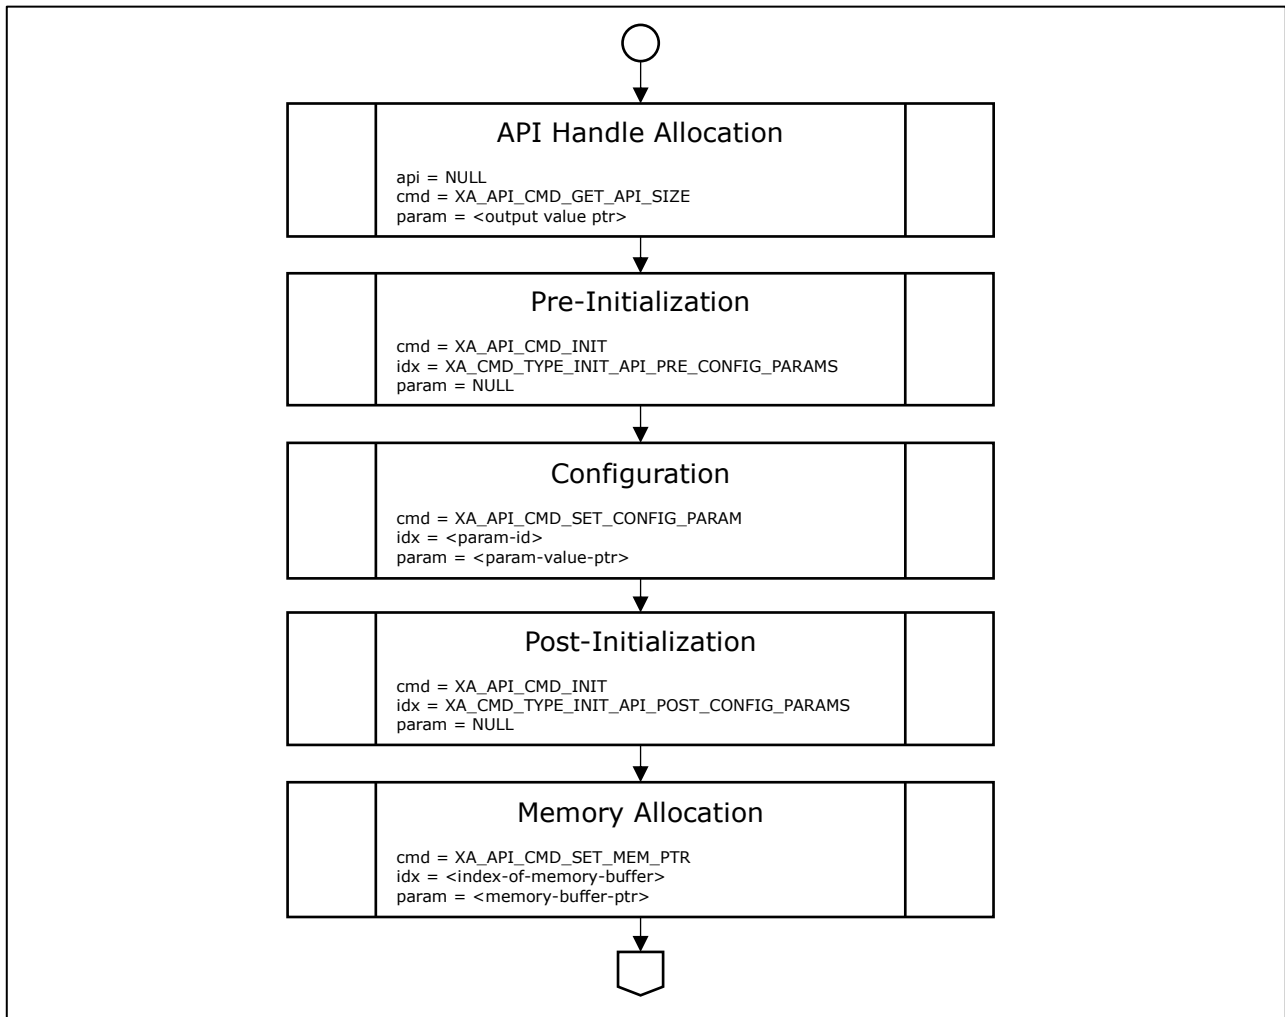 API Handle Allocation
api = NULL
cmd = XA_API_CMD_GET_API_SIZE
param = <output value ptr>
Pre-Initialization
cmd = XA_API_CMD_INIT
idx = XA_CMD_TYPE_INIT_API_PRE_CONFIG_PARAMS
param = NULL
Configuration
cmd = XA_API_CMD_SET_CONFIG_PARAM
idx = <param-id>
param = <param-value-ptr>
Post-Initialization
cmd = XA_API_CMD_INIT
idx = XA_CMD_TYPE_INIT_API_POST_CONFIG_PARAMS
param = NULL
Memory Allocation
cmd = XA_API_CMD_SET_MEM_PTR
idx = <index-of-memory-buffer>
param = <memory-buffer-ptr>